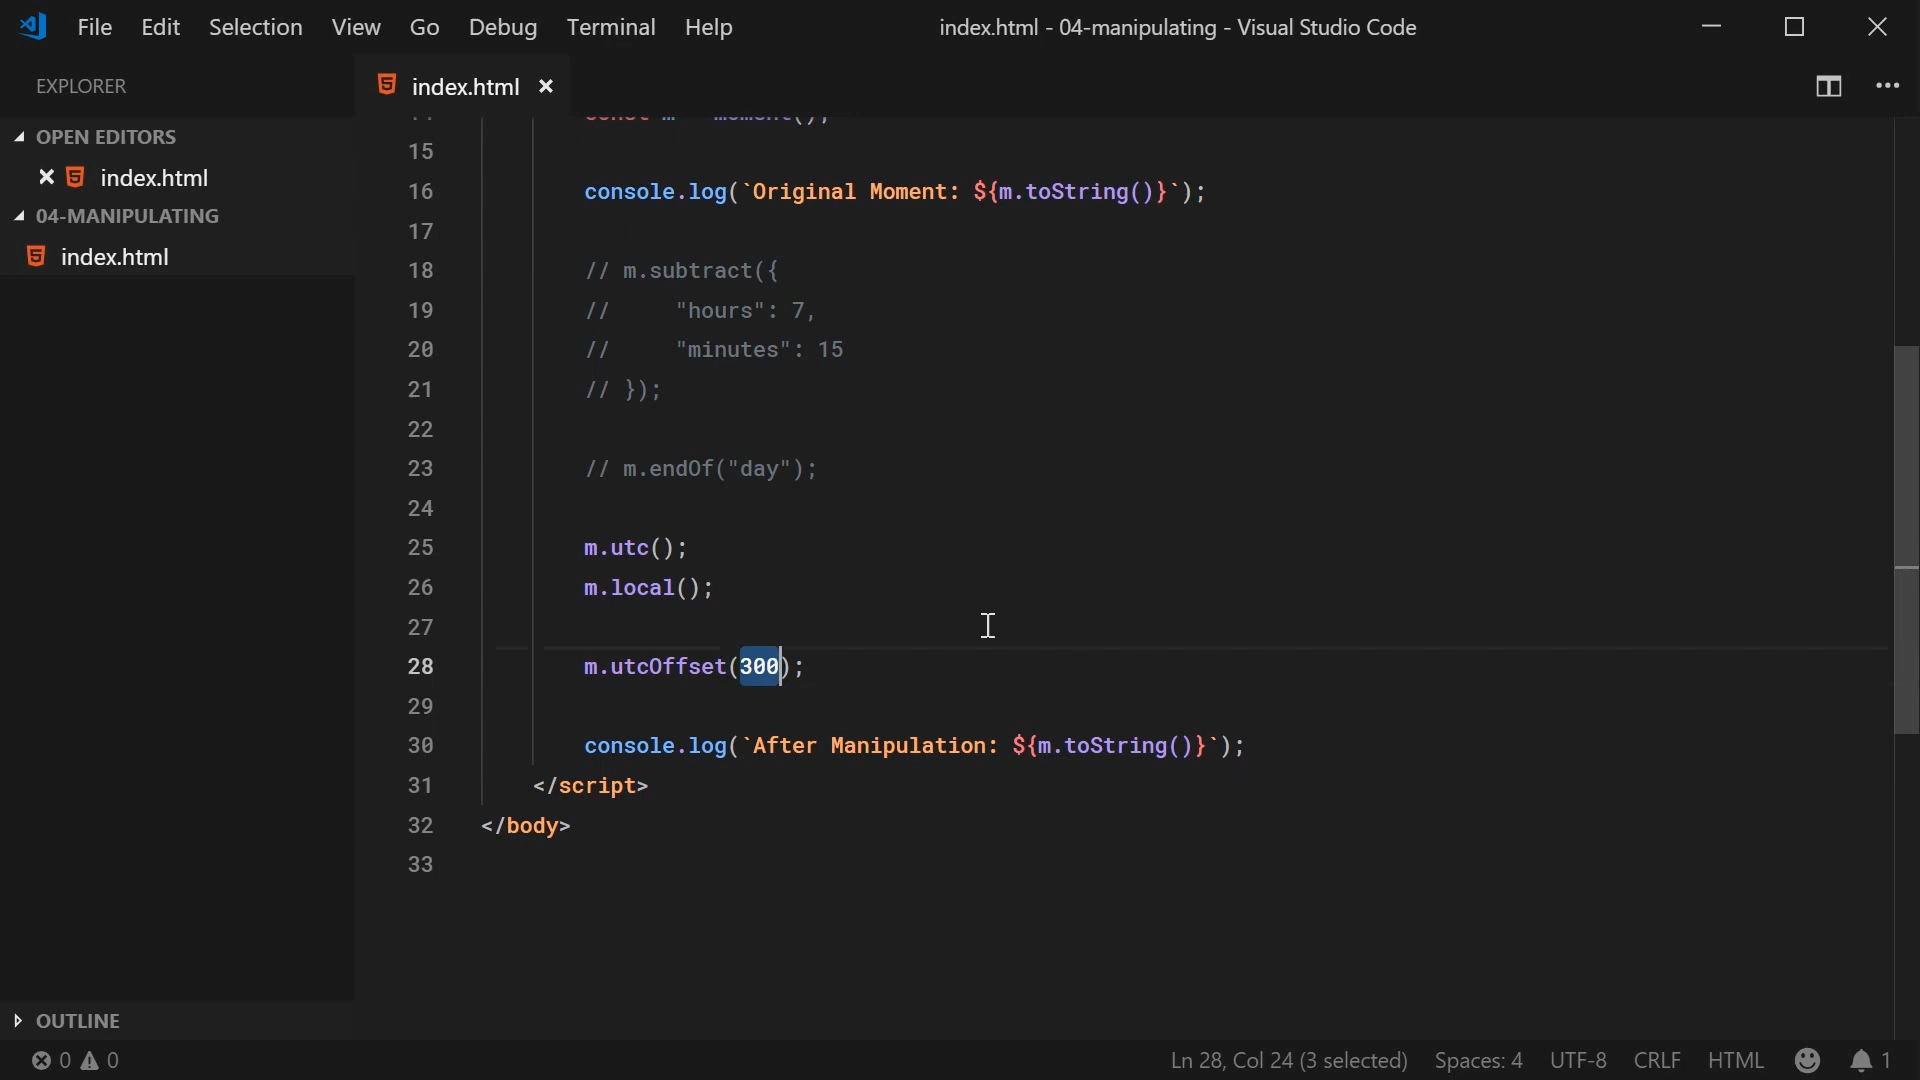 File Edit Selection View Go Debug Terminal Help
index.html - 04-manipulating - Visual Studio Code
EXPLORER
index.html
OPEN EDITORS
index.html
04-MANIPULATING
index.html
15
16 console.log(`Original Moment: ${m.toString()}`);
17
18 // m.subtract({
19 // "hours": 7,
20 // "minutes": 15
21 // });
22
23 // m.endOf("day");
24
25 m.utc();
26 m.local();
27
28 m.utcOffset(300);
29
30 console.log(`After Manipulation: ${m.toString()}`);
31 </script>
32 </body>
33
OUTLINE
0 0
Ln 28, Col 24 (3 selected) Spaces: 4 UTF-8 CRLF HTML 1